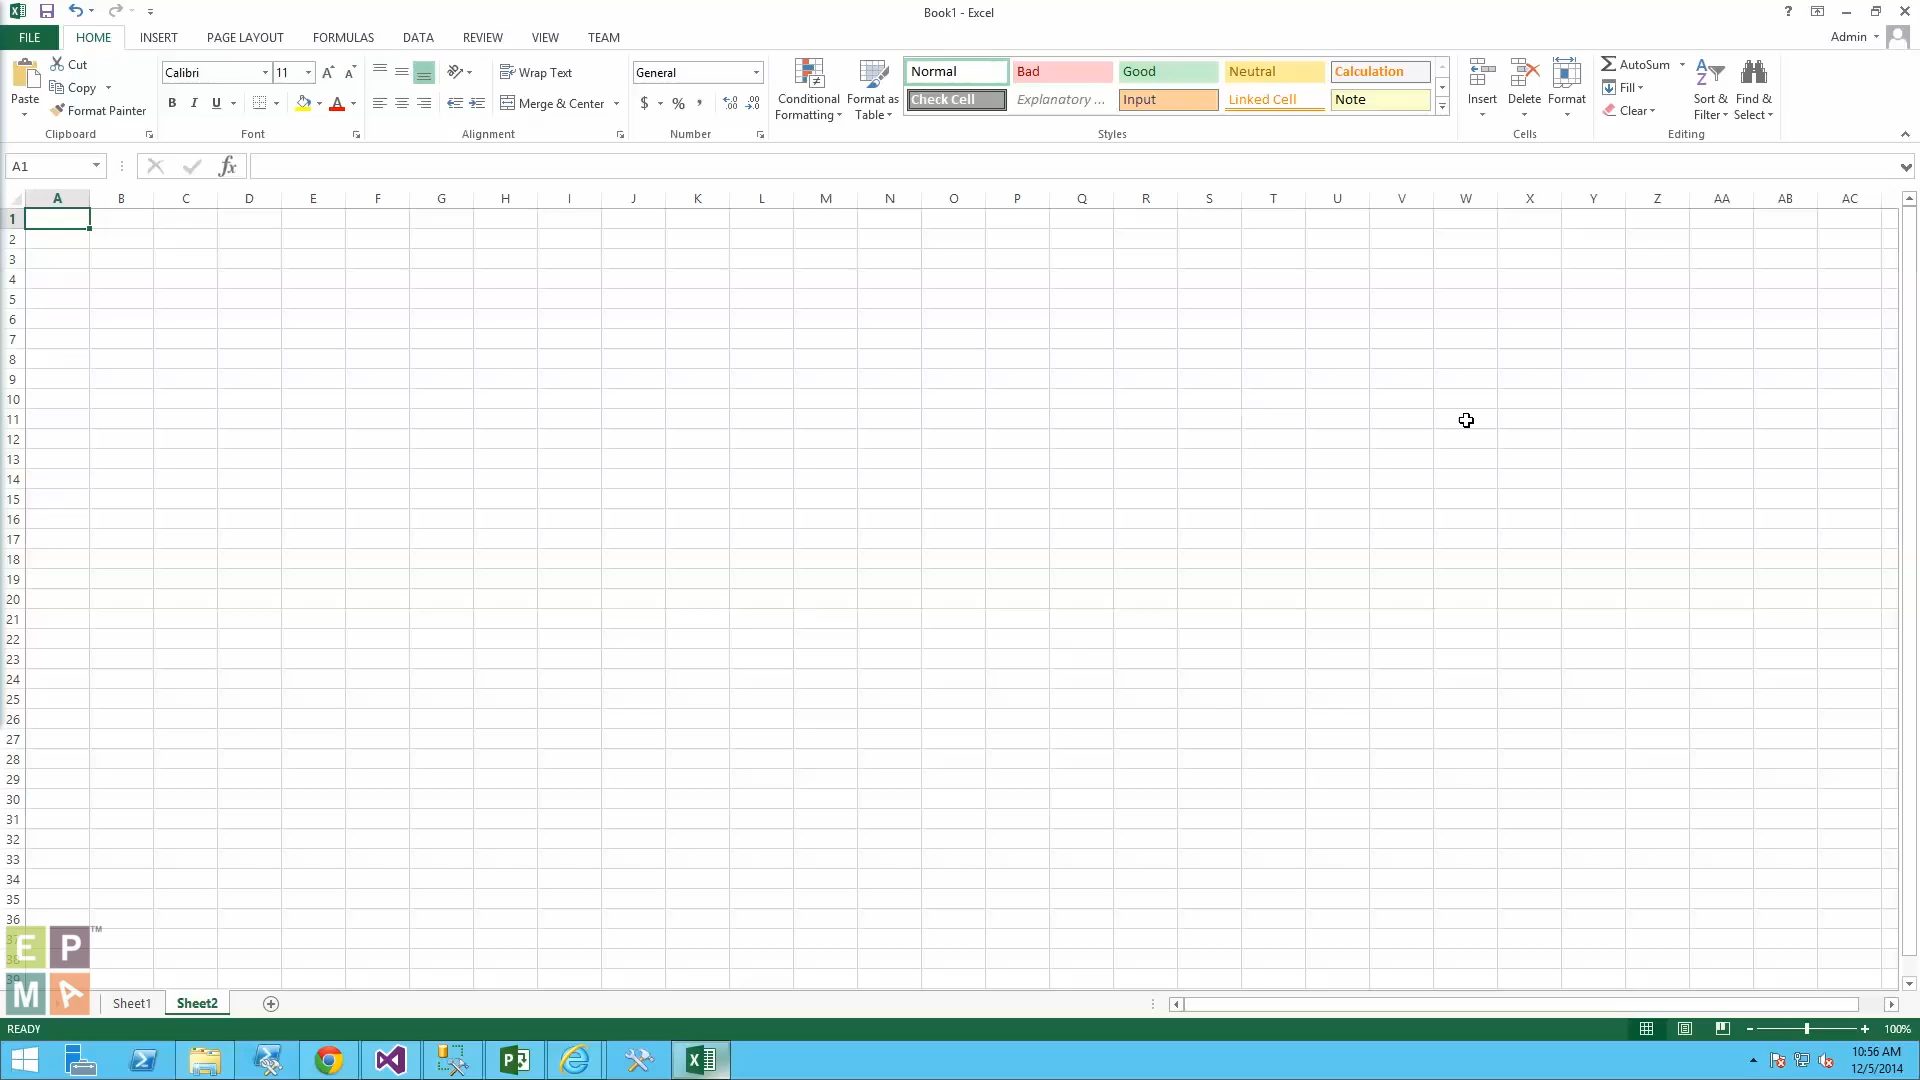 Book1 - Excel
?
FILE HOME INSERT PAGE LAYOUT FORMULAS DATA REVIEW VIEW TEAM Admin
Paste Cut Copy Format Painter
Clipboard
Calibri 11 A A
B I U A
Font
Wrap Text
Merge & Center
Alignment
General
$ %
Number
Conditional Formatting
Format as Table
Normal Bad Good Neutral Calculation
Check Cell Explanatory ... Input Linked Cell Note
Styles
Insert Delete Format
Cells
AutoSum
Fill
Clear
Sort & Filter
Find & Select
Editing
A1 fx
A B C D E F G H I J K L M N O P Q R S T U V W X Y Z AA AB AC
1
2
3
4
5
6
7
8
9
10
11
12
13
14
15
16
17
18
19
20
21
22
23
24
25
26
27
28
29
30
31
32
33
34
35
36
E P ™
M A
Sheet1 Sheet2
READY 100%
10:56 AM
12/5/2014